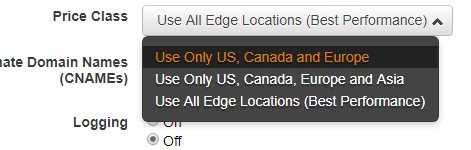 Price Class
Use All Edge Locations (Best Performance)
Use Only US, Canada and Europe
nate Domain Names
(CNAMEs)
Use Only US, Canada, Europe and Asia
Use All Edge Locations (Best Performance)
Logging
On
Off